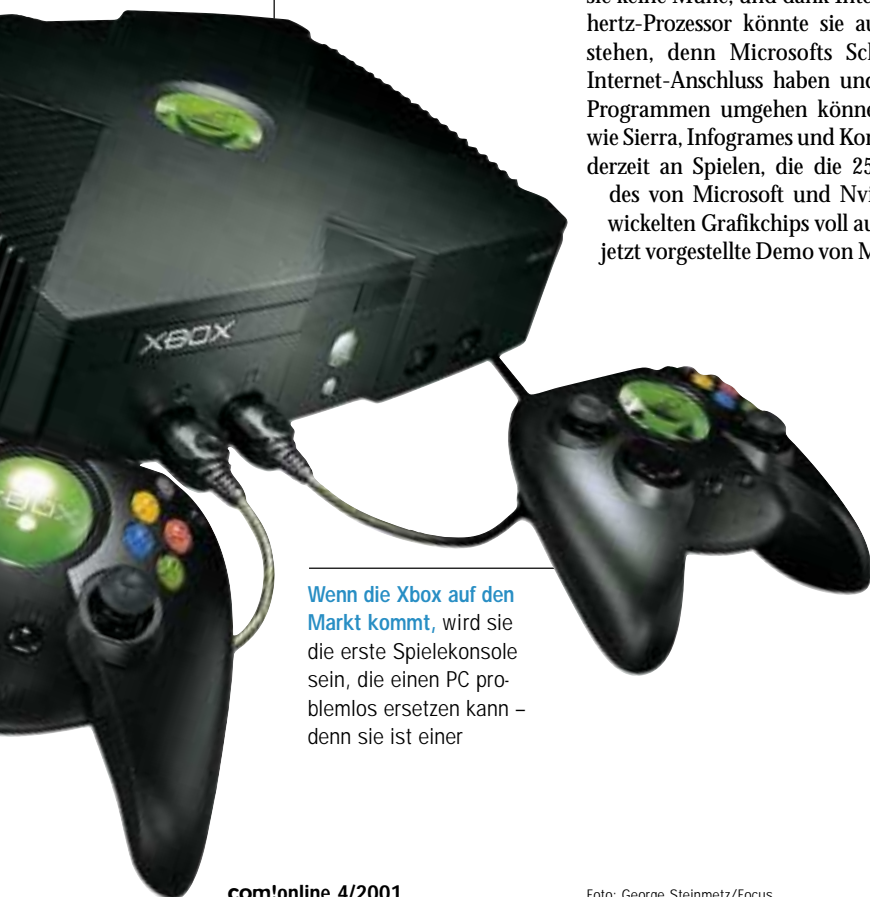 sie keine Mühe, und dank Inte
hertz-Prozessor könnte sie au
stehen, denn Microsofts Sch
Internet-Anschluss haben und
Programmen umgehen könne
wie Sierra, Infogrames und Kon
derzeit an Spielen, die die 25
des von Microsoft und Nvi
wickelten Grafikchips voll au
jetzt vorgestellte Demo von M
XBOX
Wenn die Xbox auf den
Markt kommt, wird sie
die erste Spielekonsole
sein, die einen PC pro-
blemlos ersetzen kann –
denn sie ist einer
com!online 4/2001
Foto: George Steinmetz/Focus